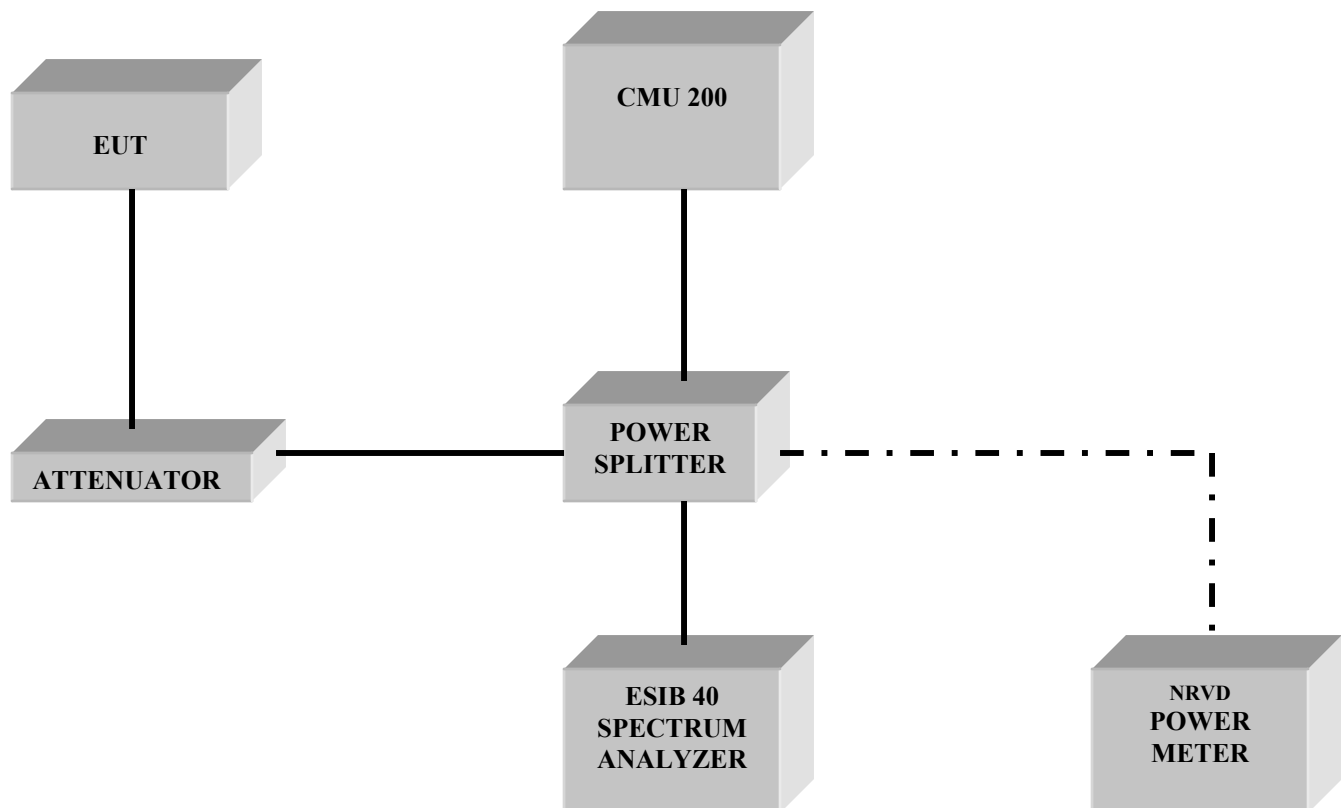 CMU 200
EUT
POWER
SPLITTER
ATTENUATOR
ESIB 40
SPECTRUM
ANALYZER
NRVD
POWER
METER